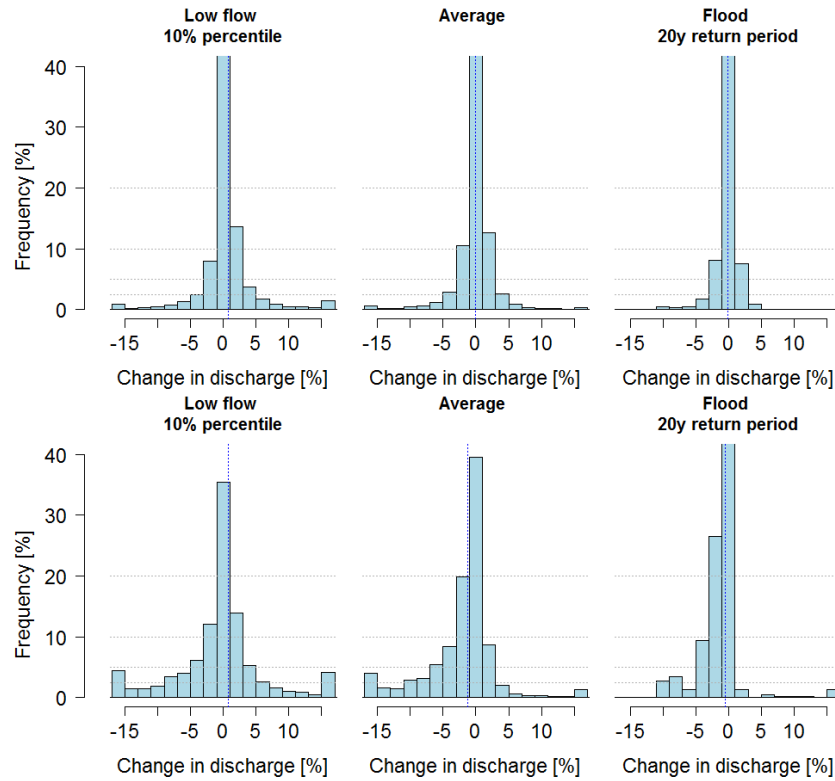 Low flow
10% percentile
Average
Flood
20y return period
Frequency [%]
40
30
20
10
0
-15 -5 0 5 10
-15 -5 0 5 10
-15 -5 0 5 10
Change in discharge [%]
Change in discharge [%]
Change in discharge [%]
Low flow
10% percentile
Average
Flood
20y return period
Frequency [%]
40
30
20
10
0
-15 -5 0 5 10
-15 -5 0 5 10
-15 -5 0 5 10
Change in discharge [%]
Change in discharge [%]
Change in discharge [%]